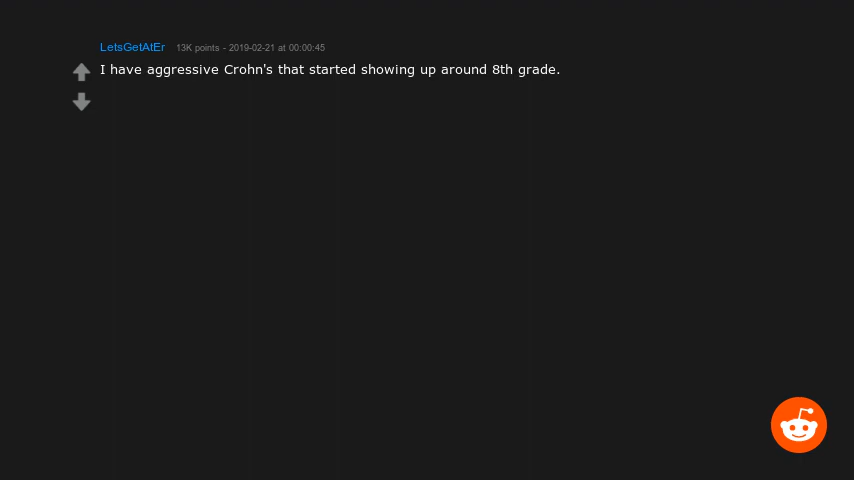 LetsGetAtEr 13K points - 2019-02-21 at 00:00:45
I have aggressive Crohn's that started showing up around 8th grade.